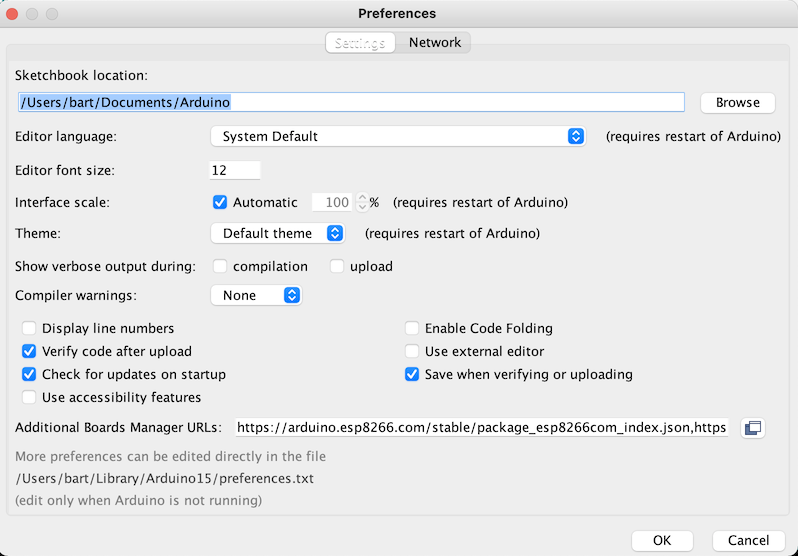 Preferences
Settings Network
Sketchbook location:
/Users/bart/Documents/Arduino Browse
Editor language: System Default (requires restart of Arduino)
Editor font size: 12
Interface scale: Automatic 100 % (requires restart of Arduino)
Theme: Default theme (requires restart of Arduino)
Show verbose output during: compilation upload
Compiler warnings: None
Display line numbers Enable Code Folding
Verify code after upload Use external editor
Check for updates on startup Save when verifying or uploading
Use accessibility features
Additional Boards Manager URLs: https://arduino.esp8266.com/stable/package_esp8266com_index.json,https
More preferences can be edited directly in the file
/Users/bart/Library/Arduino15/preferences.txt
(edit only when Arduino is not running)
OK Cancel